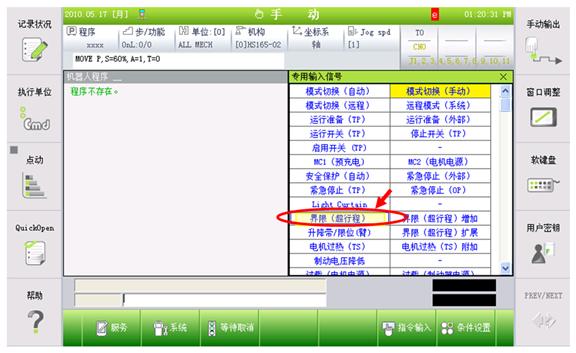 记录状况
执行单位
Cmd
点动
QuickOpen
帮助
2010.05.17 [月]
手 动
e
01:20:31 PM
程序
xxxx
步/功能
OnL:0/0
单位:[0]
ALL MECH
机构
[0]HS165-02
坐标系
轴
Jog spd
[1]
TO
CNO
J1,2,3,4,5,6,7,8,9,10,11
MOVE P,S=60%,A=1,T=0
机器人程序 __
程序不存在。
专用输入信号
模式切换（自动） 模式切换（手动）
模式切换（远程） 远程模式（系统）
运行准备（TP） 运行准备（外部）
运行开关（TP） 停止开关（TP）
启用开关（TP） -
MC1（预充电） MC2（电机电源）
安全保护（自动） 紧急停止（外部）
紧急停止（TP） 紧急停止（OP）
Light Curtain -
界限（超行程） 界限（超行程）增加
升降带/限位(臂) 界限（超行程）扩展
电机过热（TS） 电机过热（TS）附加
制动电压降低 -
过载（电机电源） 过载（制动器电源）
服务
系统
等待取消
指令输入
条件设置
手动输出
窗口调整
软键盘
用户密钥
PREV/NEXT